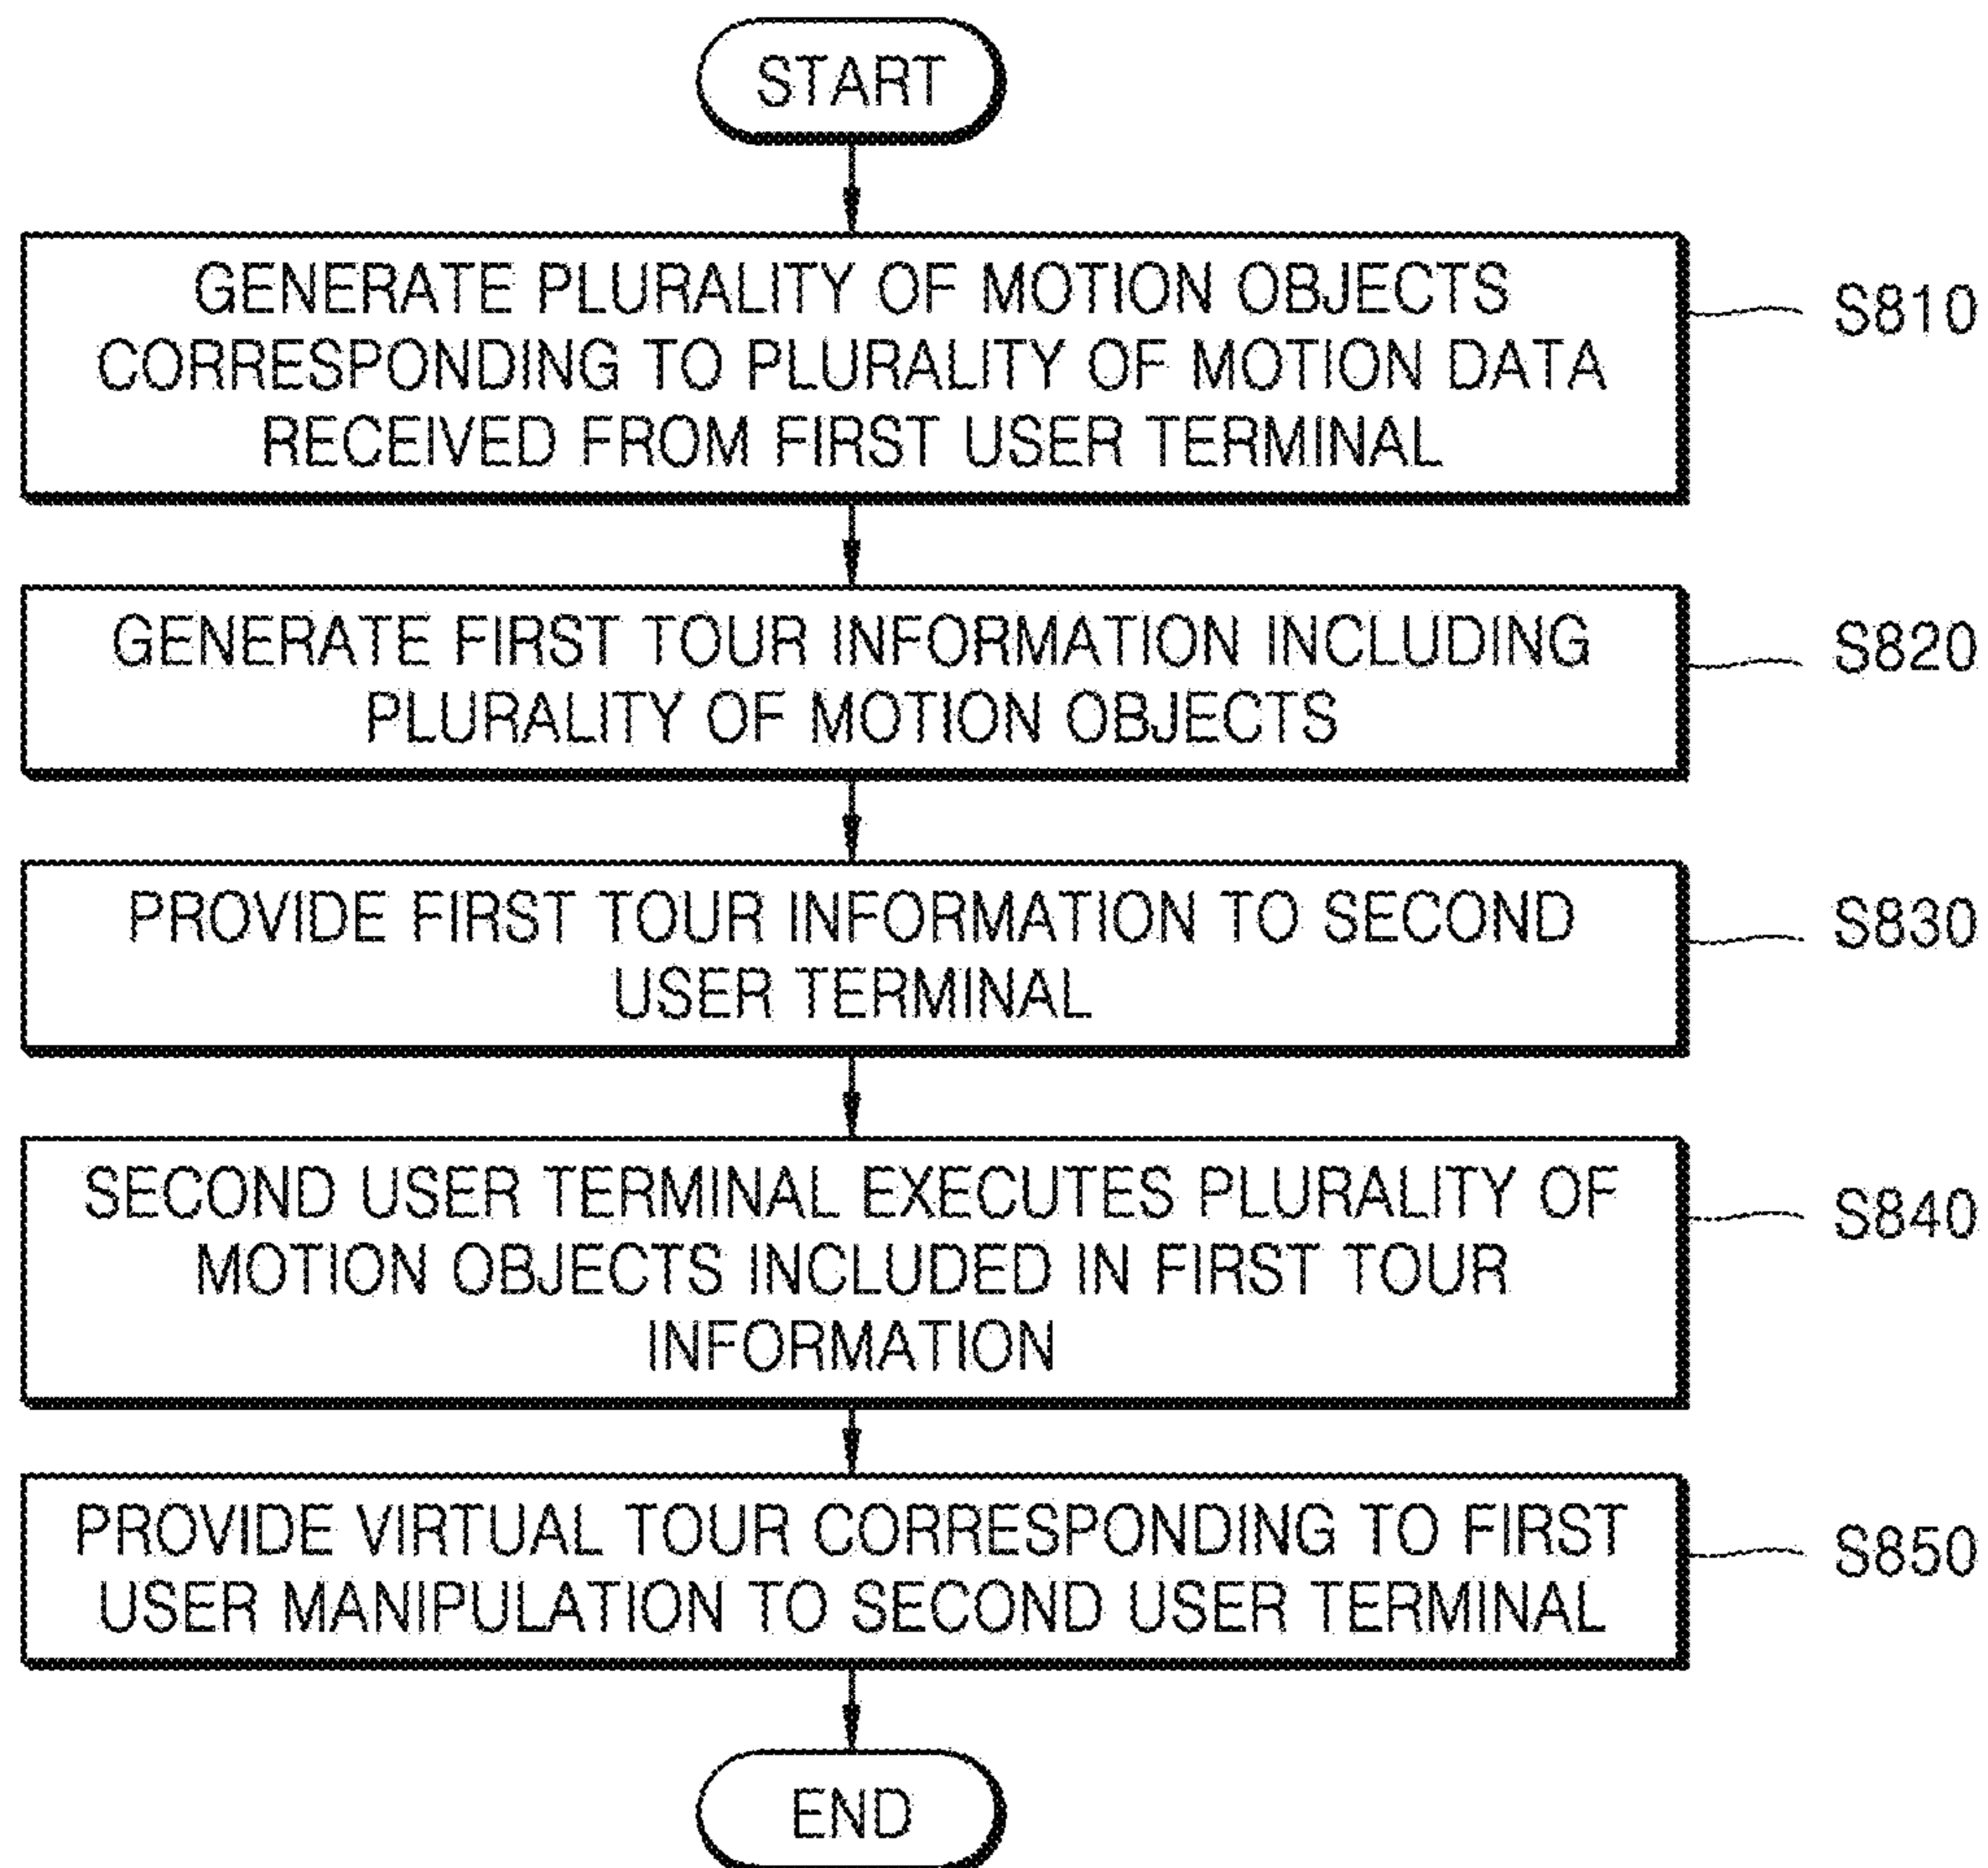 START
GENERATE PLURALITY OF MOTION OBJECTS
CORRESPONDING TO PLURALITY OF MOTION DATA
RECEIVED FROM FIRST USER TERMINAL
S810
GENERATE FIRST TOUR INFORMATION INCLUDING
PLURALITY OF MOTION OBJECTS
S820
PROVIDE FIRST TOUR INFORMATION TO SECOND
USER TERMINAL
S830
SECOND USER TERMINAL EXECUTES PLURALITY OF
MOTION OBJECTS INCLUDED IN FIRST TOUR
INFORMATION
S840
PROVIDE VIRTUAL TOUR CORRESPONDING TO FIRST
USER MANIPULATION TO SECOND USER TERMINAL
S850
END